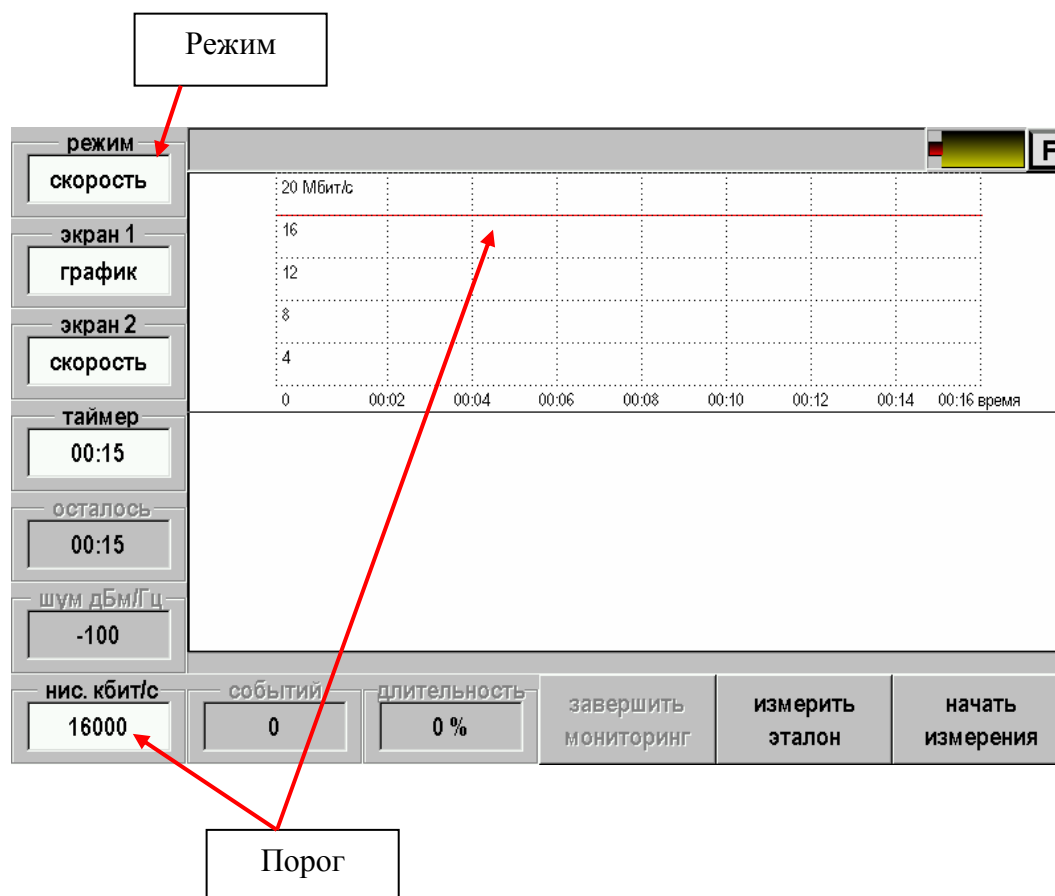 Режим
режим
скорость
F
экран 1
график
экран 2
скорость
таймер
00:15
осталось
00:15
шум дБм/Гц
-100
20 Мбит/с
16
12
8
4
0 00:02 00:04 00:06 00:08 00:10 00:12 00:14 00:16 время
нис. кбит/с
16000
событий
0
длительность
0 %
завершить
мониторинг
измерить
эталон
начать
измерения
Порог